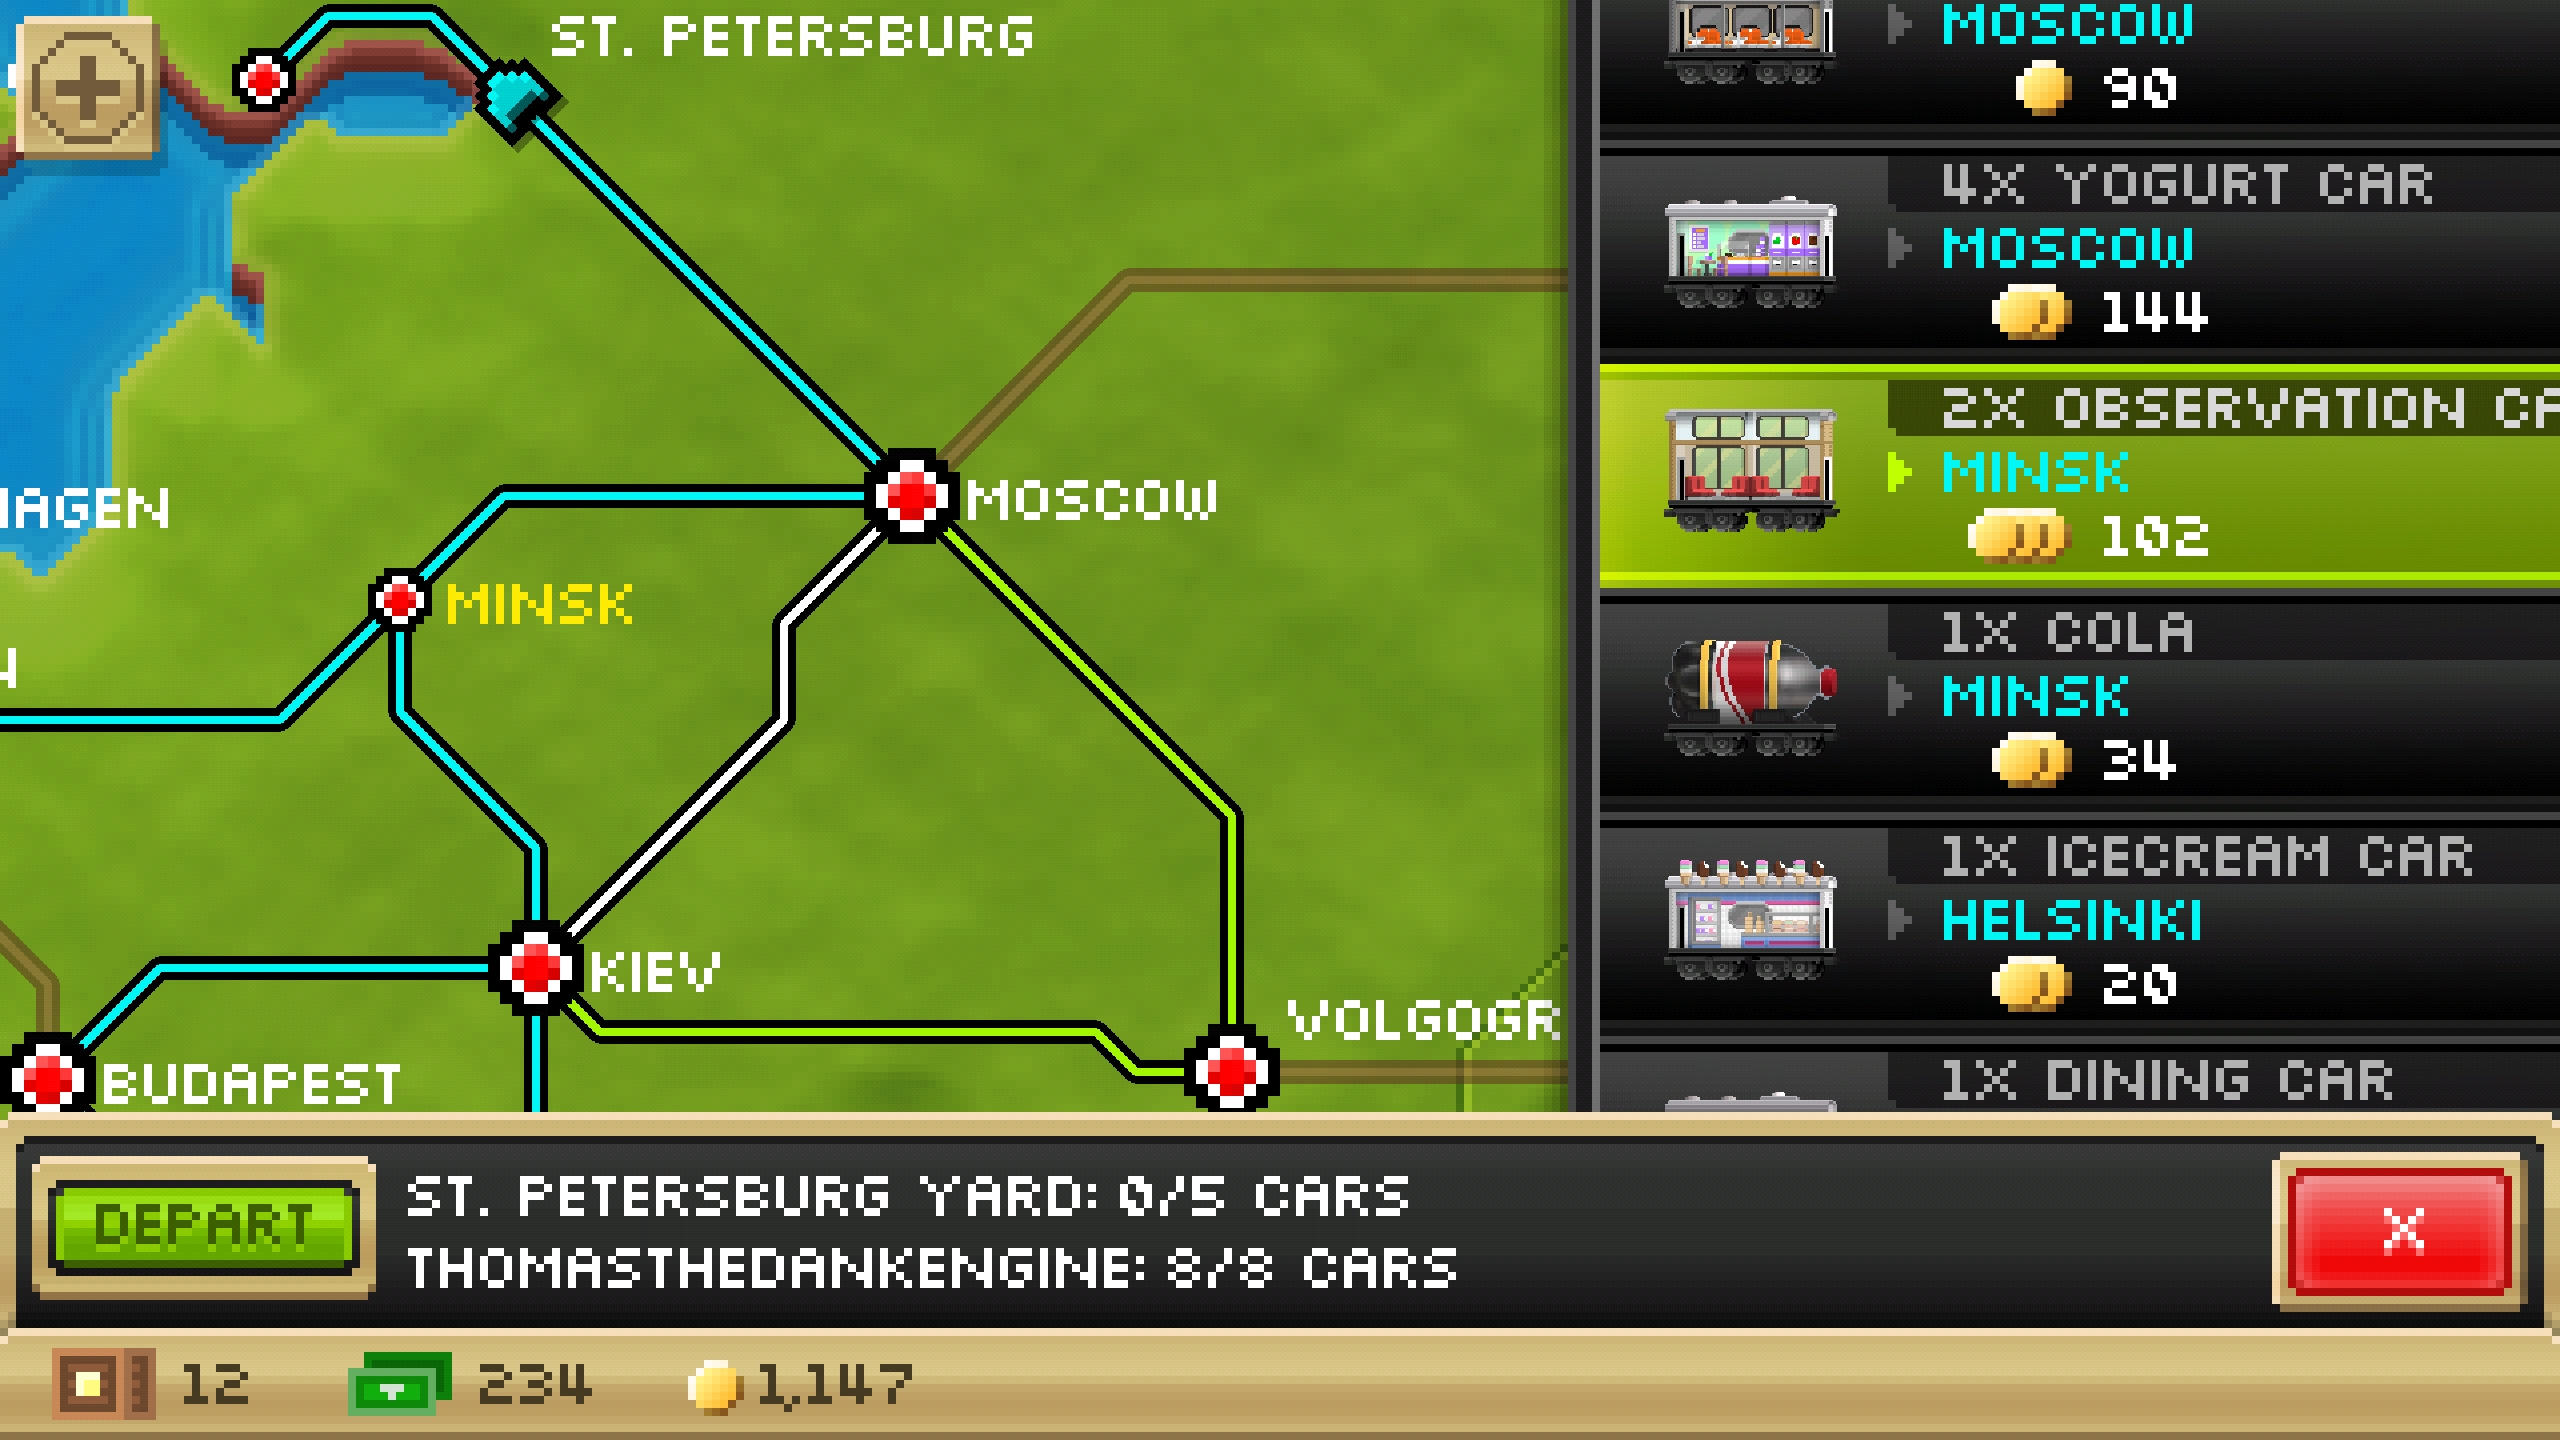 ST. PETERSBURG
MOSCOW
MINSK
KIEV
BUDAPEST
MOSCOW
90
4X YOGURT CAR
MOSCOW
144
2X OBSERVATION
MINSK
102
1X COLA
MINSK
34
1X ICECREAM CAR
HELSINKI
20
1X DINING CAR
DEPART
ST. PETERSBURG YARD: 0/5 CARS
THOMASTHEDANKENGINE: 8/8 CARS
X
12
234
1,147